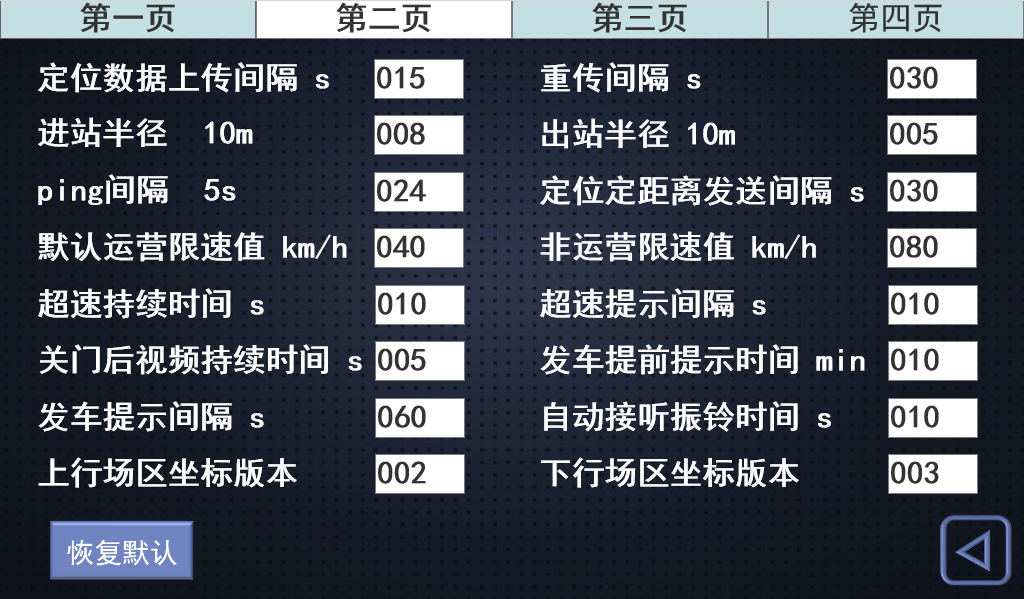 第一页 第二页 第三页 第四页
定位数据上传间隔 s 015 重传间隔 s 030
进站半径 10m 008 出站半径 10m 005
ping间隔 5s 024 定位定距离发送间隔 s 030
默认运营限速值 km/h 040 非运营限速值 km/h 080
超速持续时间 s 010 超速提示间隔 s 010
关门后视频持续时间 s 005 发车提前提示时间 min 010
发车提示间隔 s 060 自动接听振铃时间 s 010
上行场区坐标版本 002 下行场区坐标版本 003
恢复默认